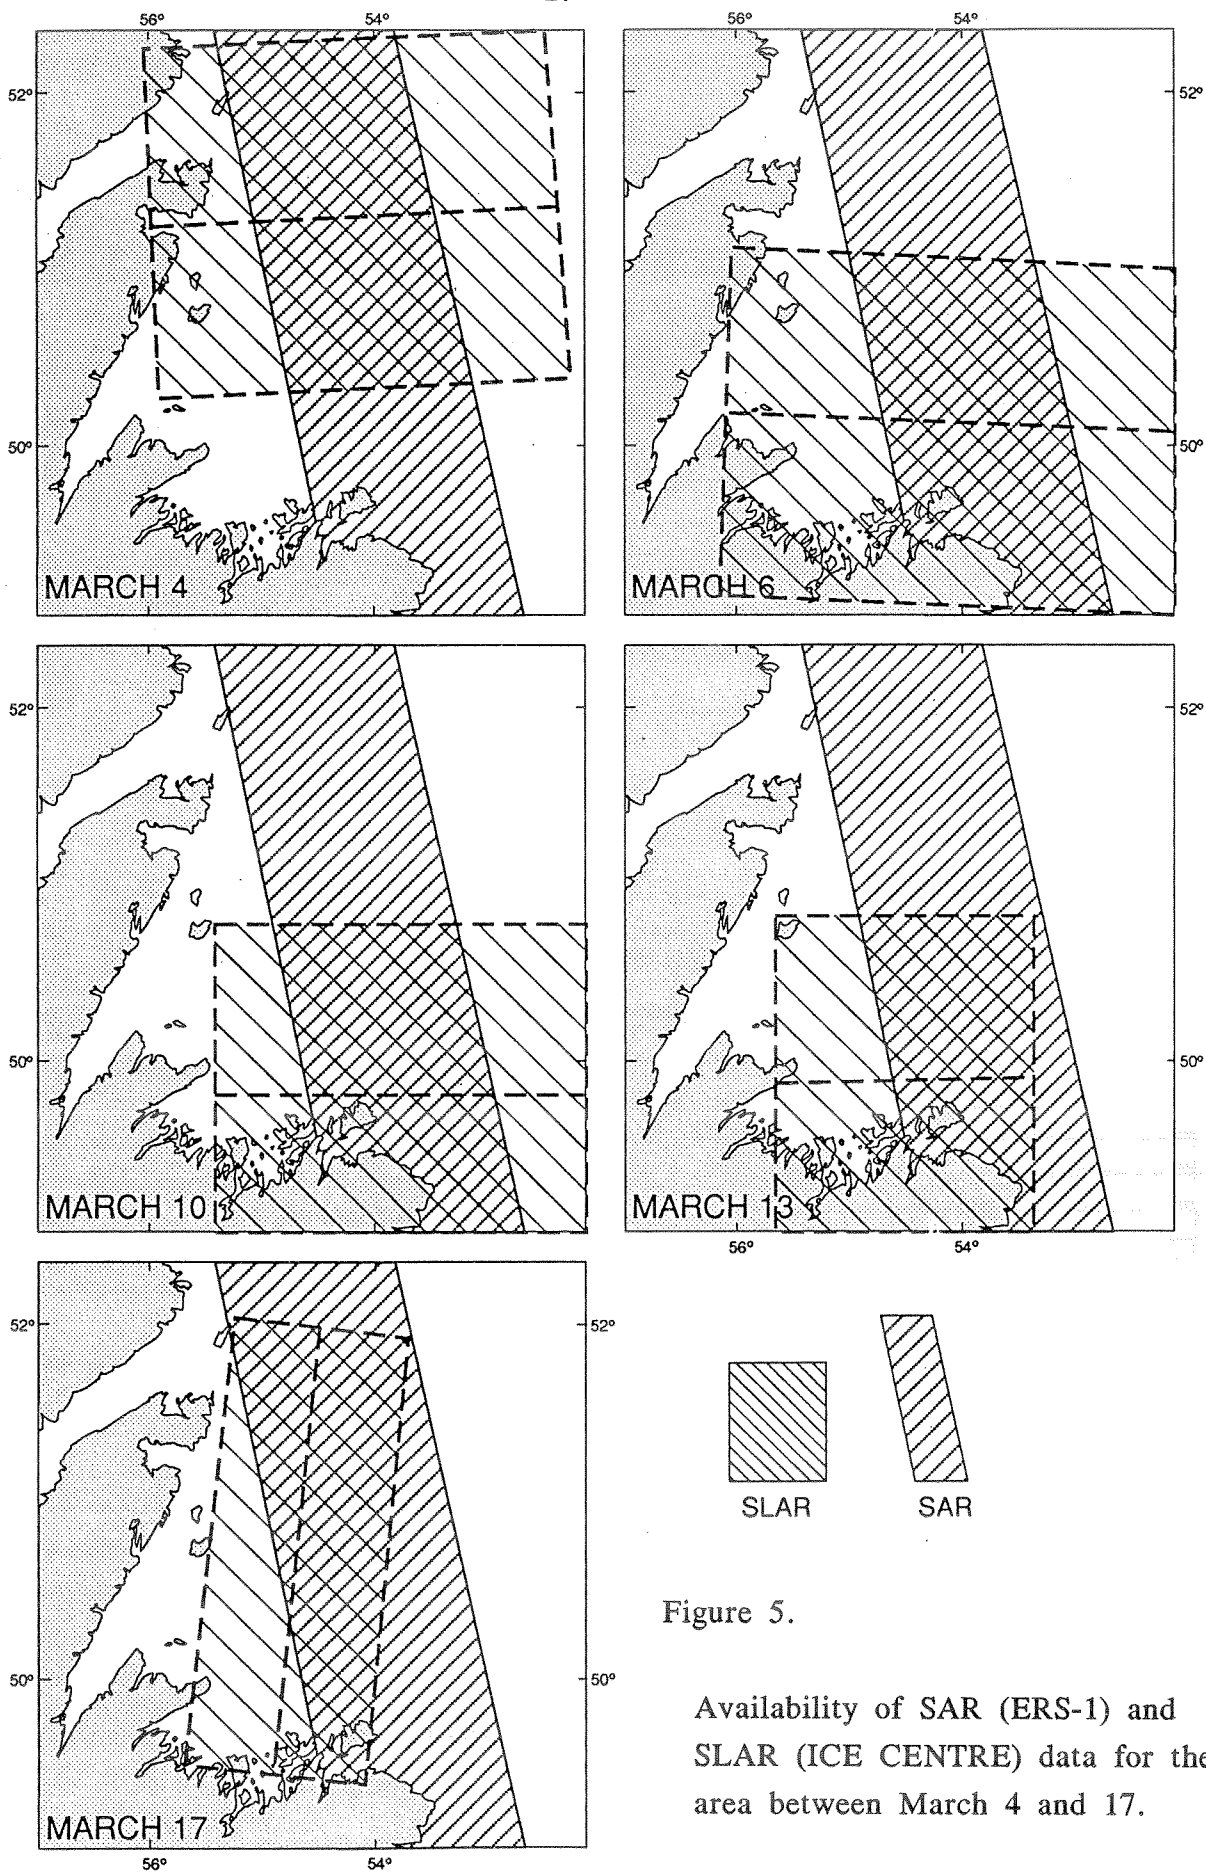 56° 54° 56° 54°
52° 52°
50° 50°
MARCH 4 MARCH 6
52° 52°
50° 50°
MARCH 10 MARCH 13
56° 54°
52° 52°
SLAR SAR
Figure 5.
50° 50°
Availability of SAR (ERS-1) and
SLAR (ICE CENTRE) data for the
area between March 4 and 17.
MARCH 17
56° 54°